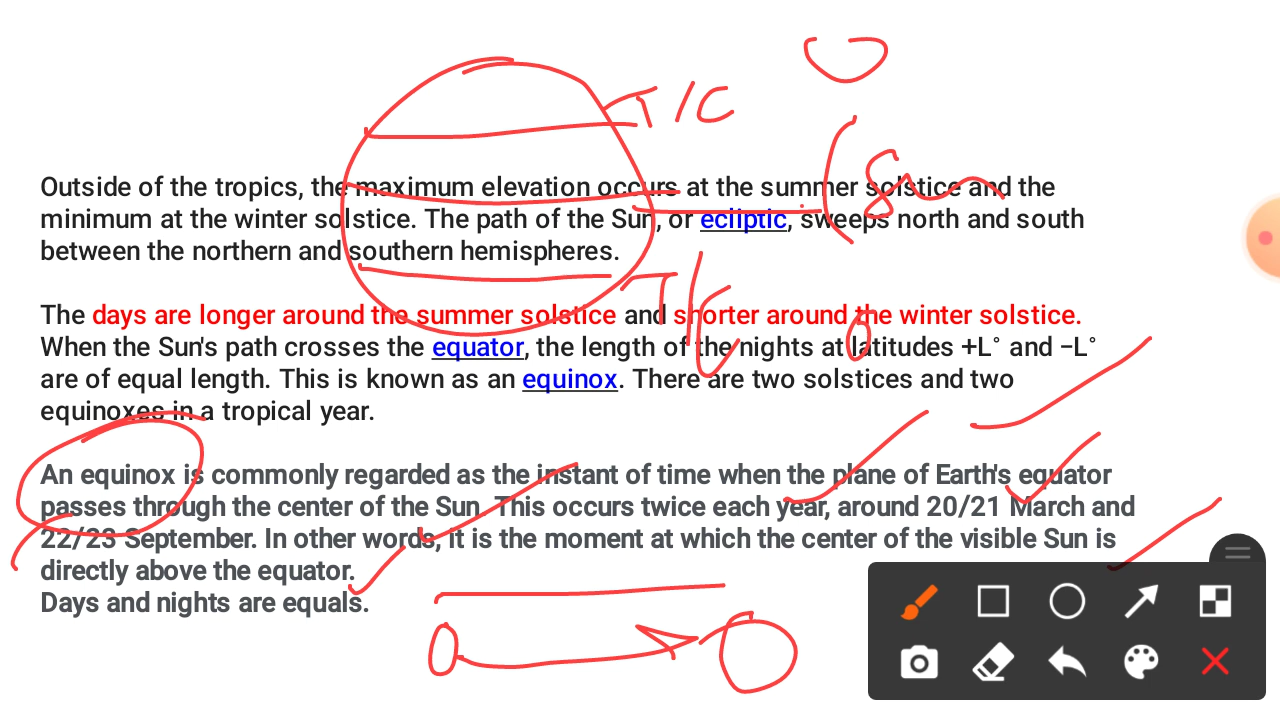 T/C
Sun
Outside of the tropics, the maximum elevation occurs at the summer solstice and the
minimum at the winter solstice. The path of the Sun, or ecliptic, sweeps north and south
between the northern and southern hemispheres.
T/C
The days are longer around the summer solstice and shorter around the winter solstice.
When the Sun's path crosses the equator, the length of the nights at latitudes +L° and −L°
are of equal length. This is known as an equinox. There are two solstices and two
equinoxes in a tropical year.
An equinox is commonly regarded as the instant of time when the plane of Earth's equator
passes through the center of the Sun. This occurs twice each year, around 20/21 March and
22/23 September. In other words, it is the moment at which the center of the visible Sun is
directly above the equator.
Days and nights are equals.